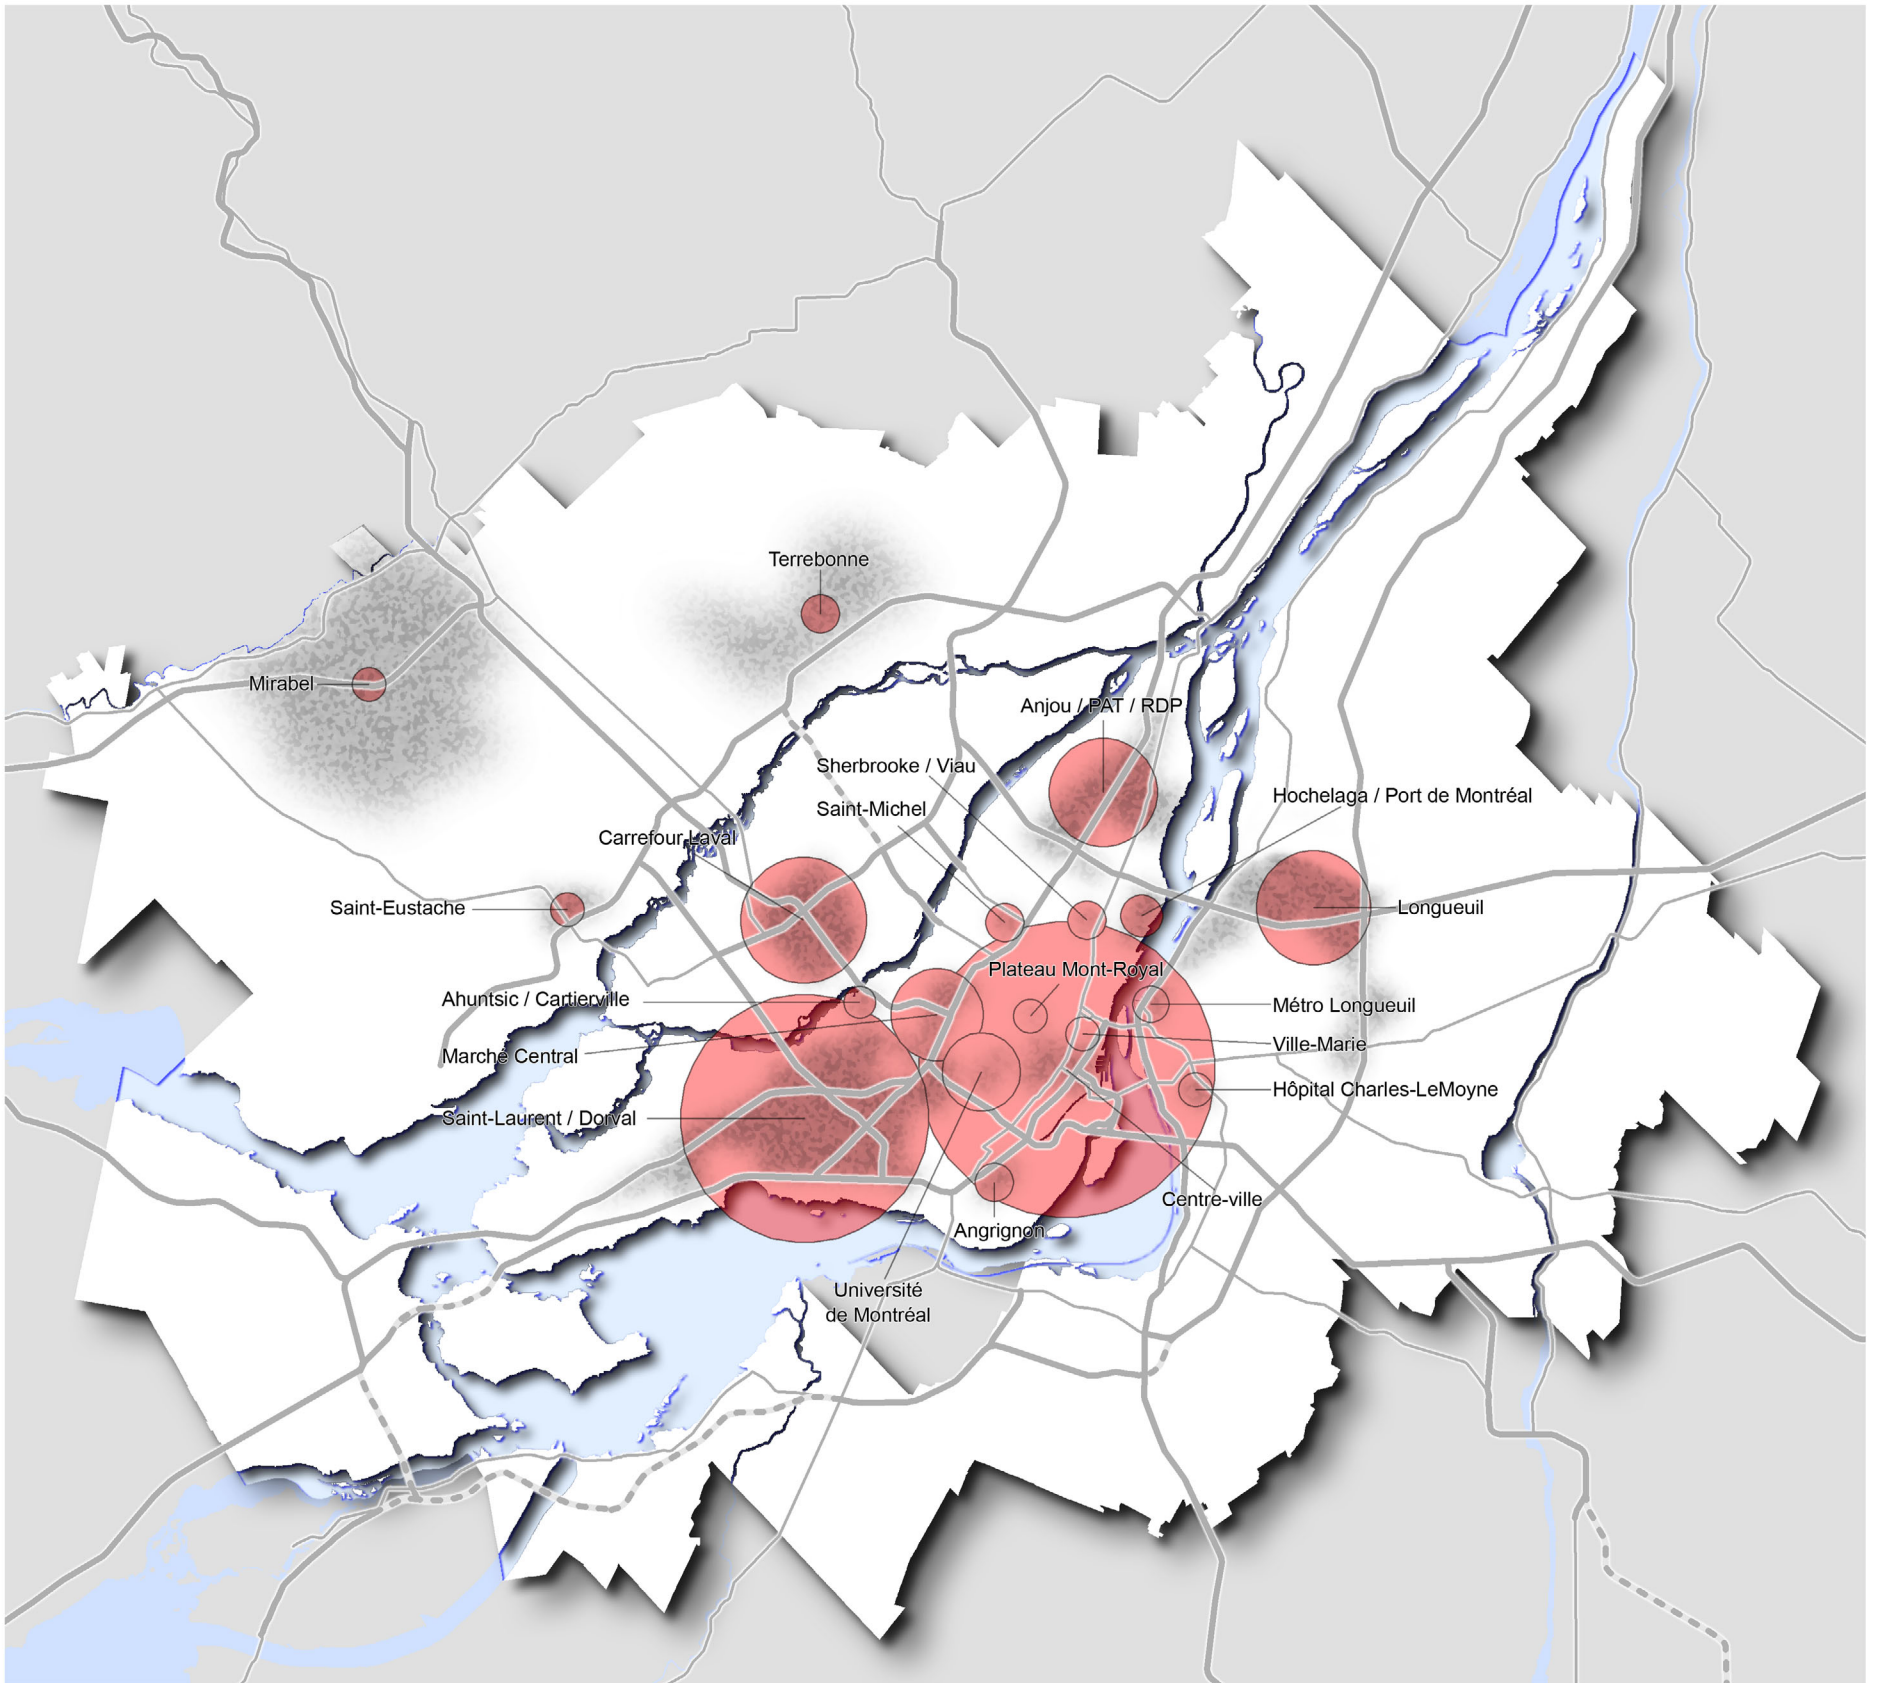 Terrebonne
Mirabel
Anjou / PAT / RDP
Sherbrooke / Viau
Hochelaga / Port de Montréal
Saint-Michel
Carrefour Laval
Saint-Eustache
Longueuil
Plateau Mont-Royal
Ahuntsic / Cartierville
Métro Longueuil
Ville-Marie
Marché Central
Hôpital Charles-LeMoyne
Saint-Laurent / Dorval
Centre-ville
Angrignon
Université
de Montréal